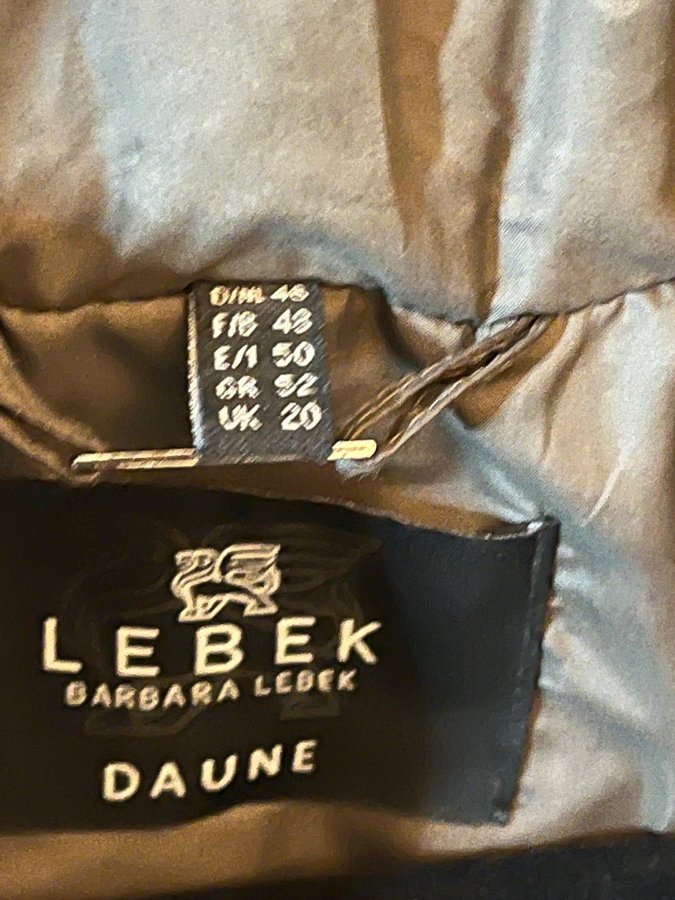 D/NL 46
F/B 48
E/I 50
GR 52
UK 20
LEBEK
BARBARA LEBEK
DAUNE